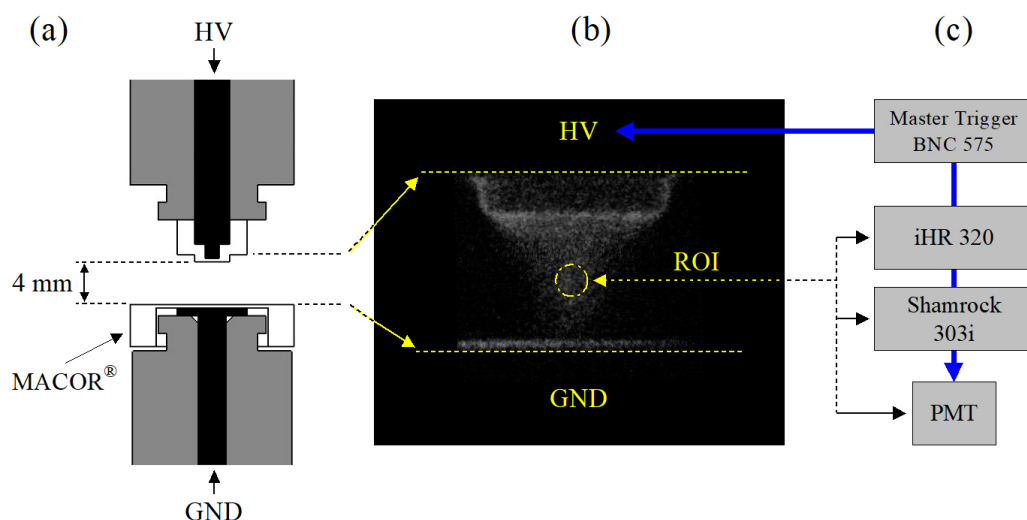 (a)
HV
4 mm
MACOR®
GND
(b)
HV
ROI
GND
(c)
Master Trigger
BNC 575
iHR 320
Shamrock
303i
PMT